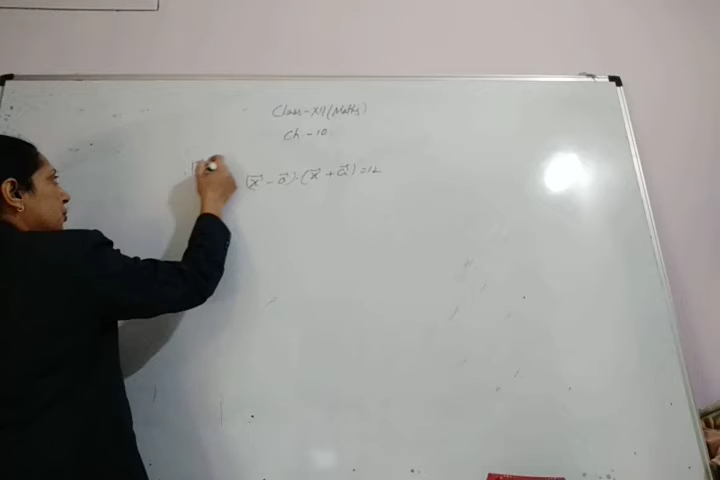 Class-XII (Maths)
Ch-10
(x⃗ - a⃗)·(x⃗ + a⃗) = 12